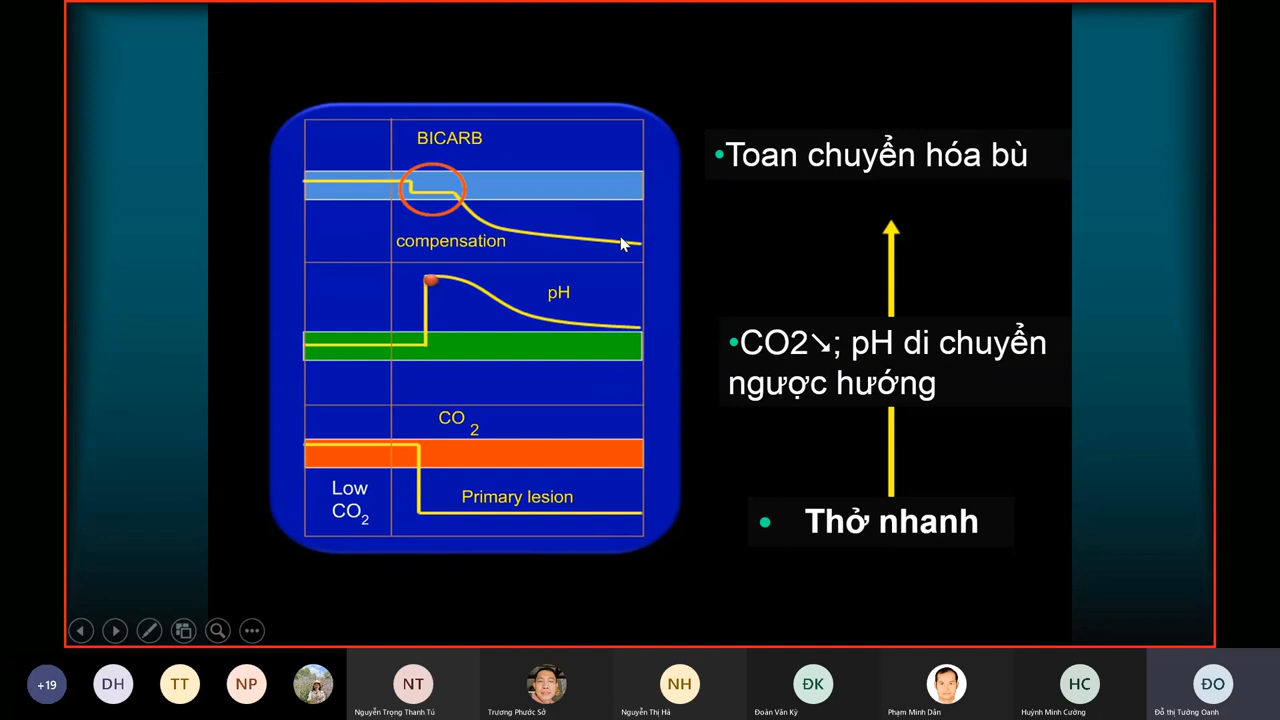 BICARB
compensation
pH
CO
2
Low
CO2
Primary lesion
•Toan chuyển hóa bù
•CO2↘; pH di chuyển
ngược hướng
• Thở nhanh
+19
DH
TT
NP
NT
Nguyễn Trọng Thanh Tú
Trương Phước Sở
NH
Nguyễn Thị Hà
ĐK
Đoàn Văn Kỳ
Phạm Minh Dân
HC
Huỳnh Minh Cường
ĐO
Đỗ thị Tường Oanh